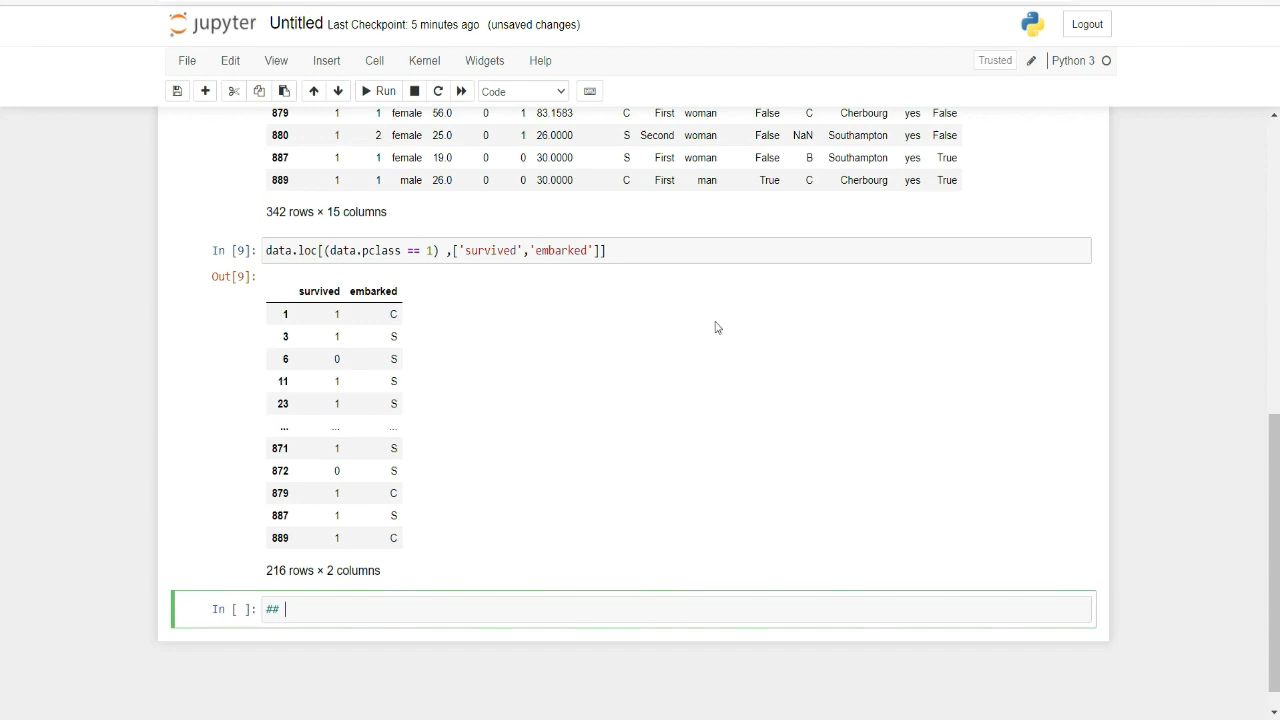 jupyter Untitled Last Checkpoint: 5 minutes ago (unsaved changes) Logout
File Edit View Insert Cell Kernel Widgets Help Trusted Python 3
Run Code
879 1 1 female 56.0 0 1 83.1583 C First woman False C Cherbourg yes False
880 1 2 female 25.0 0 1 26.0000 S Second woman False NaN Southampton yes False
887 1 1 female 19.0 0 0 30.0000 S First woman False B Southampton yes True
889 1 1 male 26.0 0 0 30.0000 C First man True C Cherbourg yes True
342 rows × 15 columns
In [9]: data.loc[(data.pclass == 1) ,['survived','embarked']]
Out[9]:
survived embarked
1 1 C
3 1 S
6 0 S
11 1 S
23 1 S
... ... ...
871 1 S
872 0 S
879 1 C
887 1 S
889 1 C
216 rows × 2 columns
In [ ]: ##